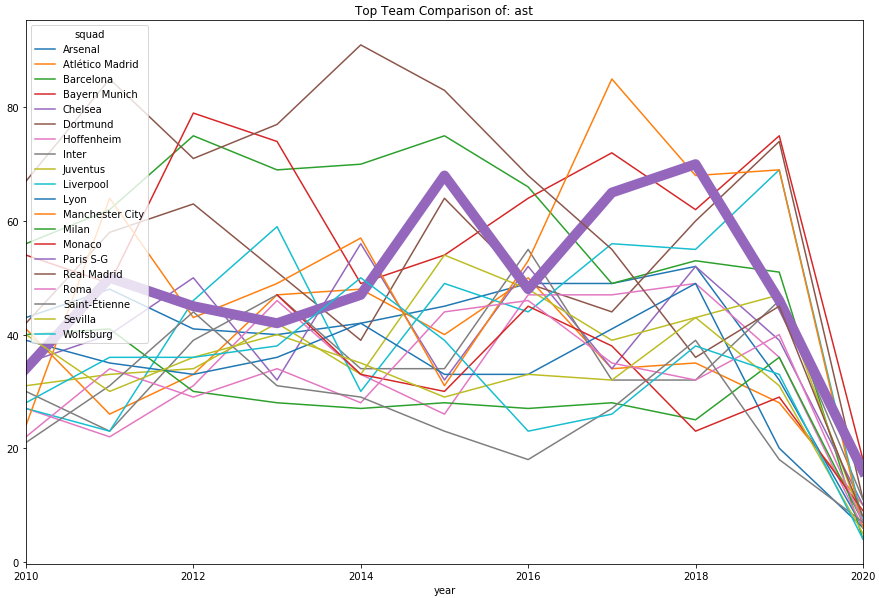 Top Team Comparison of: ast
squad
Arsenal
Atlético Madrid
Barcelona
Bayern Munich
Chelsea
Dortmund
Hoffenheim
Inter
Juventus
Liverpool
Lyon
Manchester City
Milan
Monaco
Paris S-G
Real Madrid
Roma
Saint-Étienne
Sevilla
Wolfsburg
80
60
40
20
0
2010 2012 2014 2016 2018 2020
year